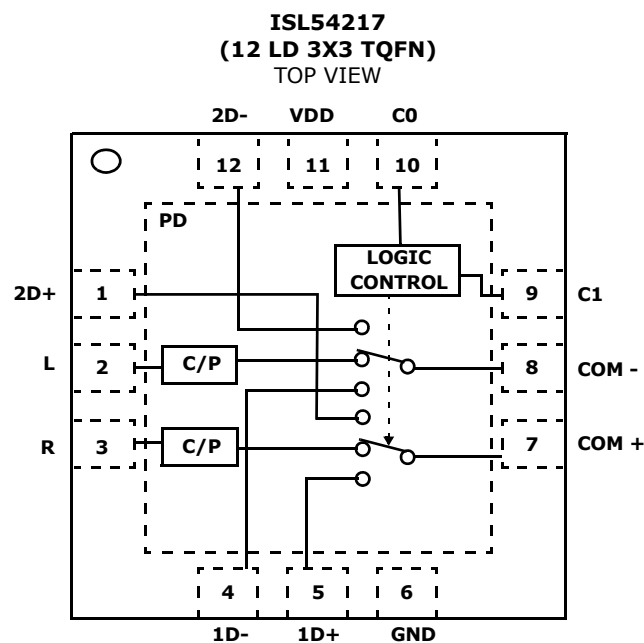 ISL54217
(12 LD 3X3 TQFN)
TOP VIEW
2D- VDD C0
12 11 10
PD
LOGIC
CONTROL
2D+ 1 9 C1
L 2 C/P 8 COM -
R 3 C/P 7 COM +
4 5 6
1D- 1D+ GND